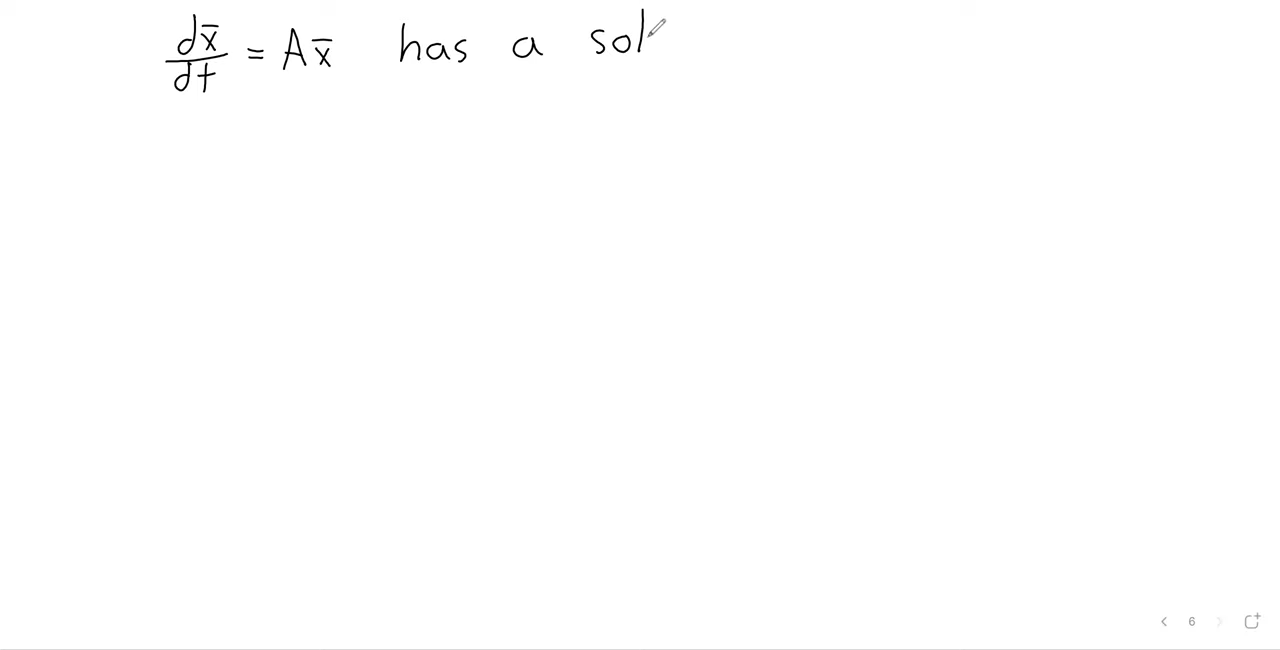 dx̄/dt = Ax̄ has a sol
6